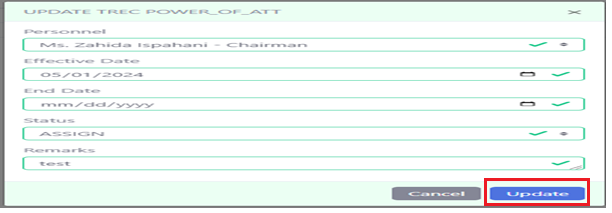 UPDATE TREC POWER_OF_ATT
Personnel
Ms. Zahida Ispahani - Chairman
Effective Date
05/01/2024
End Date
mm/dd/yyyy
Status
ASSIGN
Remarks
test
Cancel Update